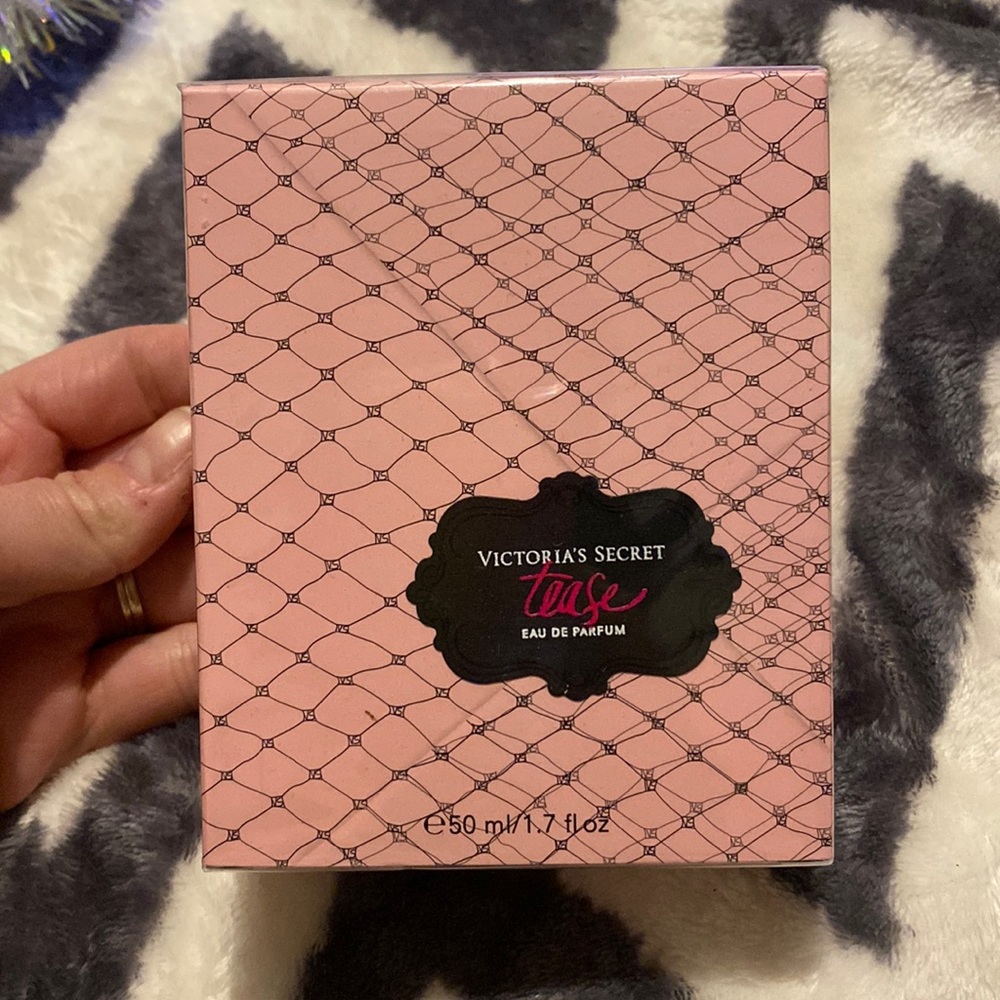 VICTORIA'S SECRET
tease
EAU DE PARFUM
℮50 ml/1.7 fl oz